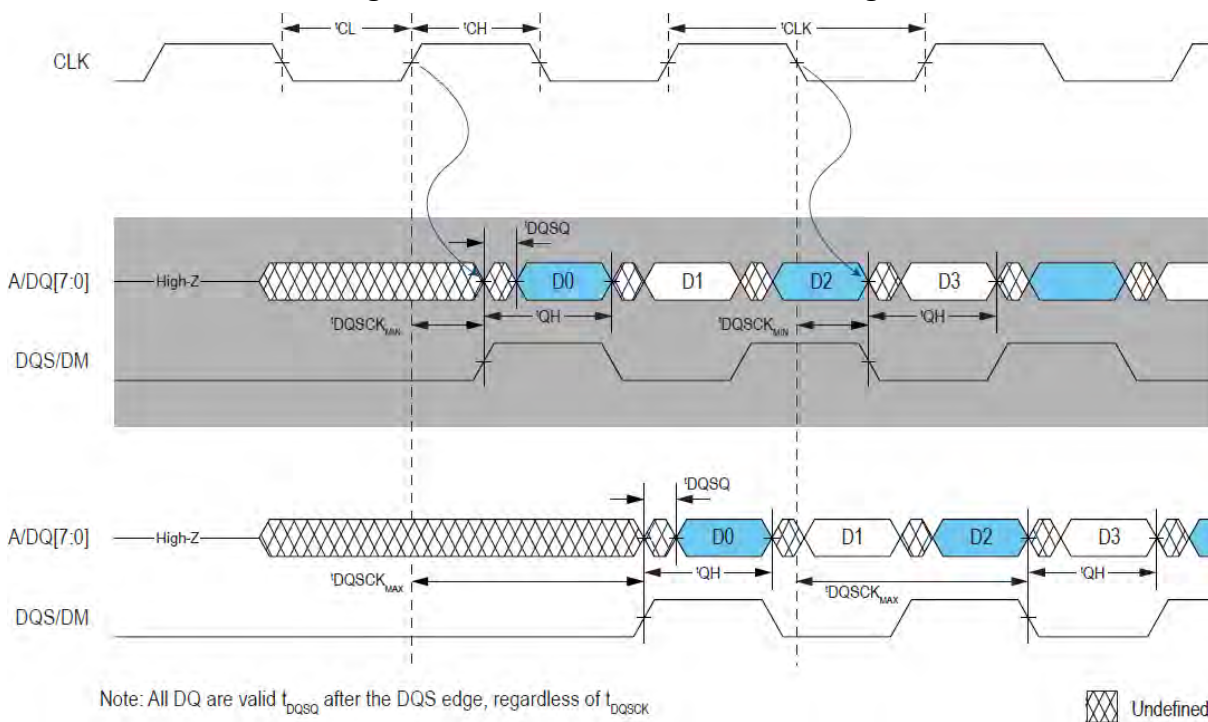 tCL tCH tCLK
CLK
tDQSQ
A/DQ[7:0] High-Z D0 D1 D2 D3
tDQSCKMIN tQH tDQSCKMIN tQH
DQS/DM
tDQSQ
A/DQ[7:0] High-Z D0 D1 D2 D3
tDQSCKMAX tQH tDQSCKMAX tQH
DQS/DM
Note: All DQ are valid tDQSQ after the DQS edge, regardless of tDQSCK
Undefined